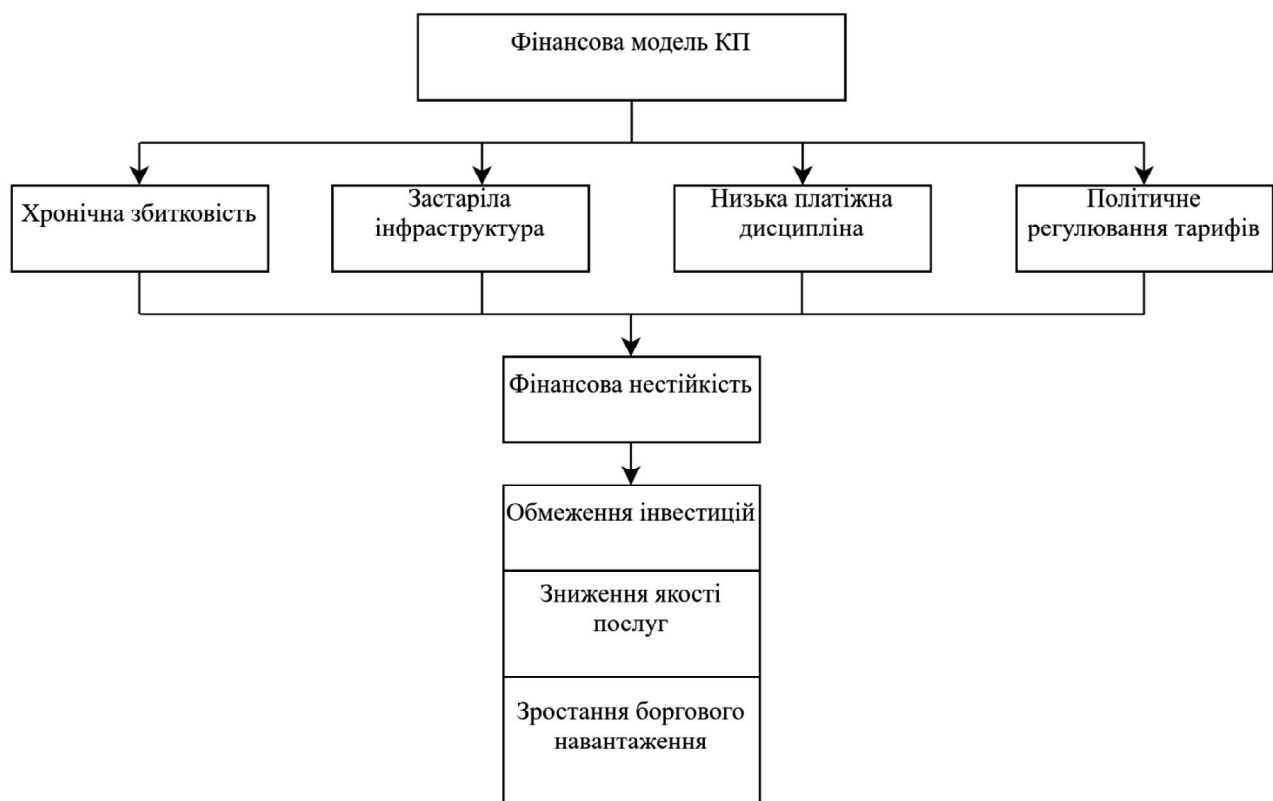 Фінансова модель КП
Хронічна збитковість
Застаріла
інфраструктура
Низька платіжна
дисципліна
Політичне
регулювання тарифів
Фінансова нестійкість
Обмеження інвестицій
Зниження якості
послуг
Зростання боргового
навантаження